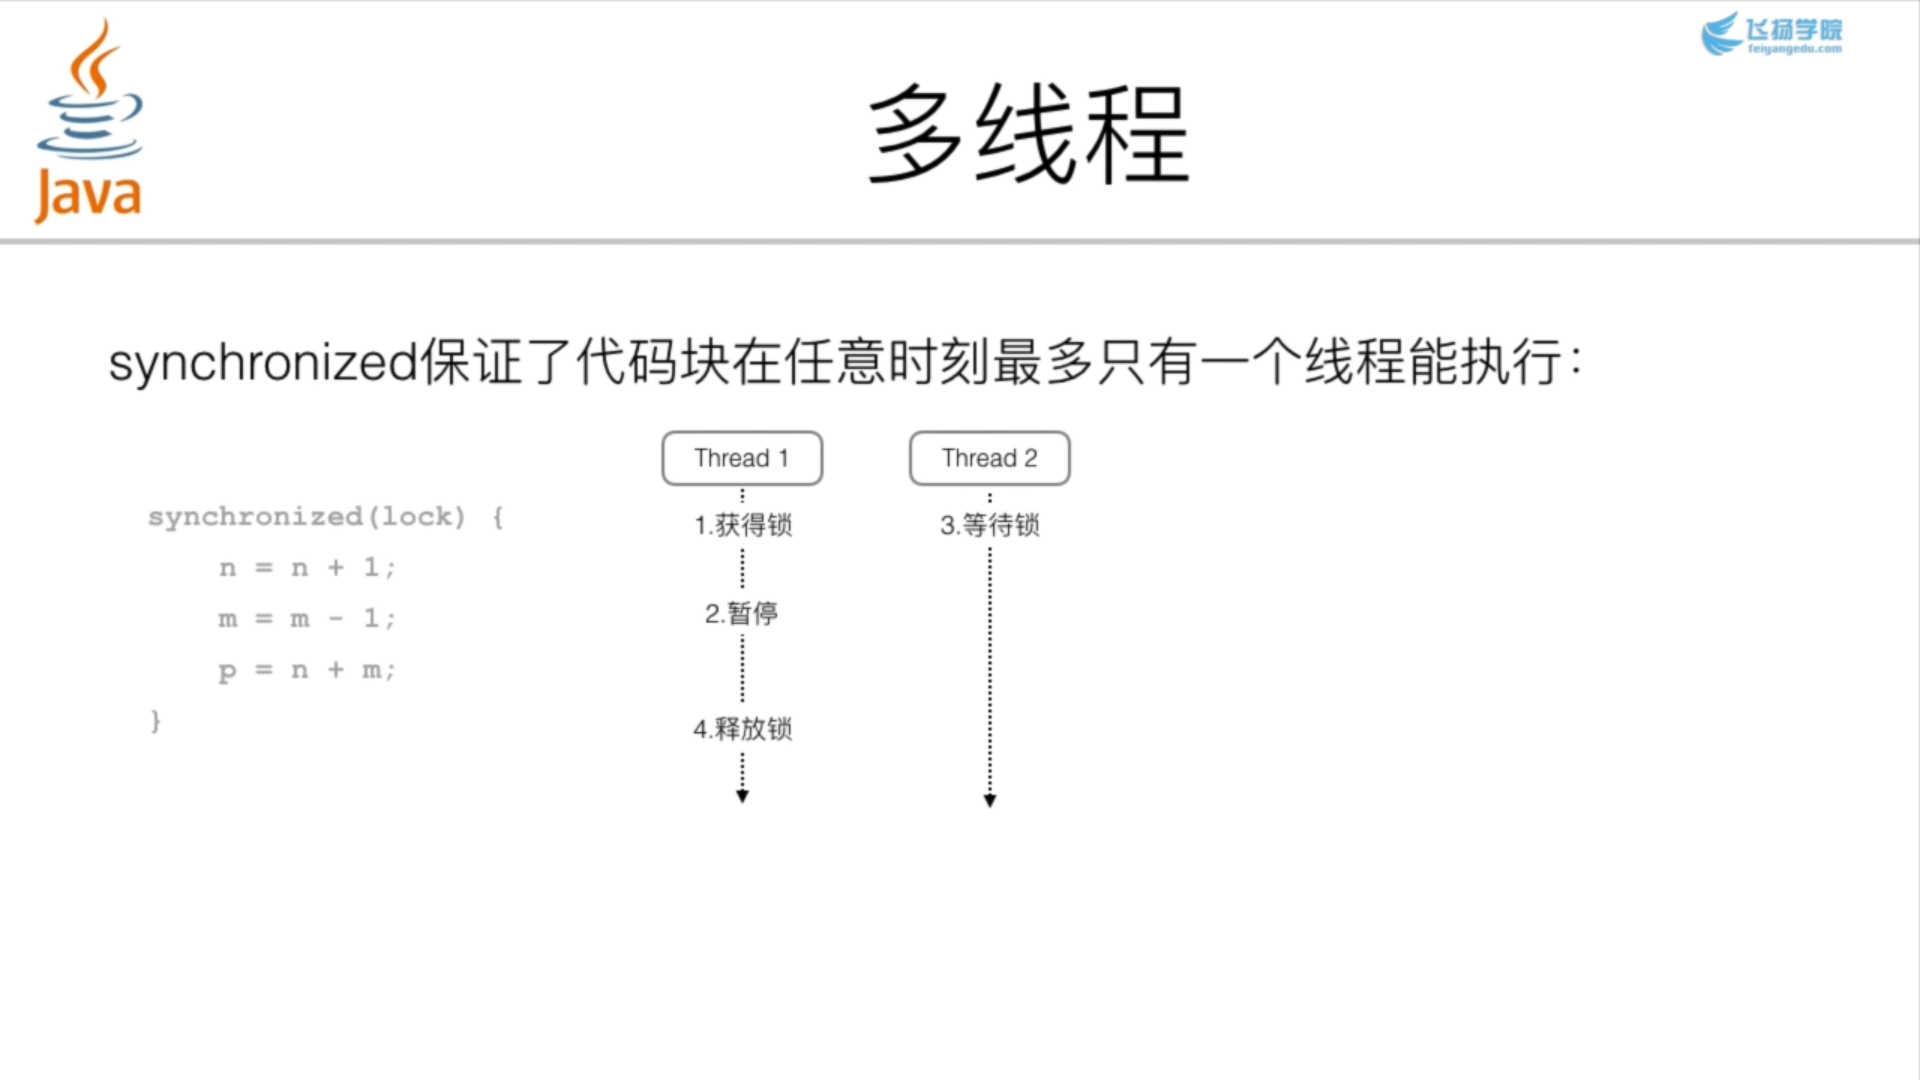 Java
飞扬学院
feiyangedu.com
多线程
synchronized保证了代码块在任意时刻最多只有一个线程能执行：
synchronized(lock) {
    n = n + 1;
    m = m - 1;
    p = n + m;
}
Thread 1
1.获得锁
2.暂停
4.释放锁
Thread 2
3.等待锁